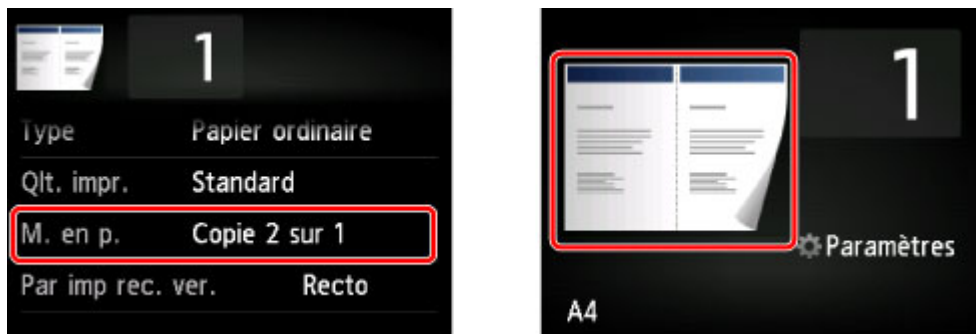 1
Type Papier ordinaire
Qlt. impr. Standard
M. en p. Copie 2 sur 1
Par imp rec. ver. Recto
1
Paramètres
A4